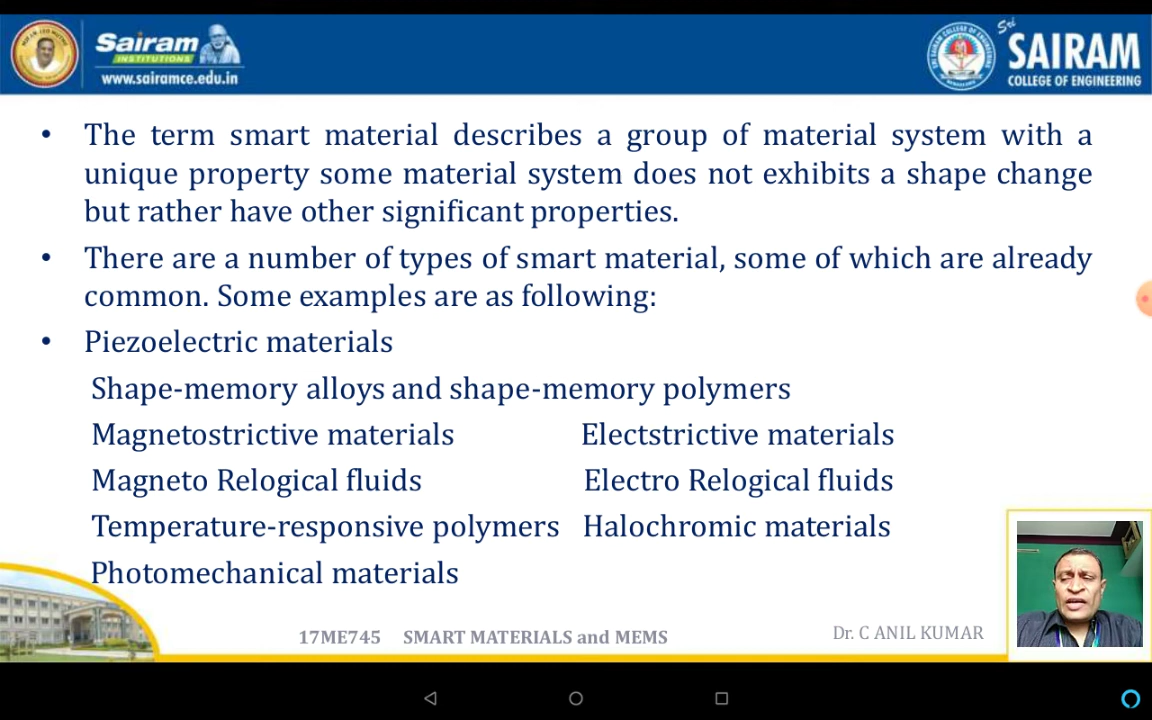 Sairam
INSTITUTIONS
www.sairamce.edu.in
Sri
SAIRAM
COLLEGE OF ENGINEERING
• The term smart material describes a group of material system with a
unique property some material system does not exhibits a shape change
but rather have other significant properties.
• There are a number of types of smart material, some of which are already
common. Some examples are as following:
• Piezoelectric materials
Shape-memory alloys and shape-memory polymers
Magnetostrictive materials Electstrictive materials
Magneto Relogical fluids Electro Relogical fluids
Temperature-responsive polymers Halochromic materials
Photomechanical materials
17ME745 SMART MATERIALS and MEMS
Dr. C ANIL KUMAR